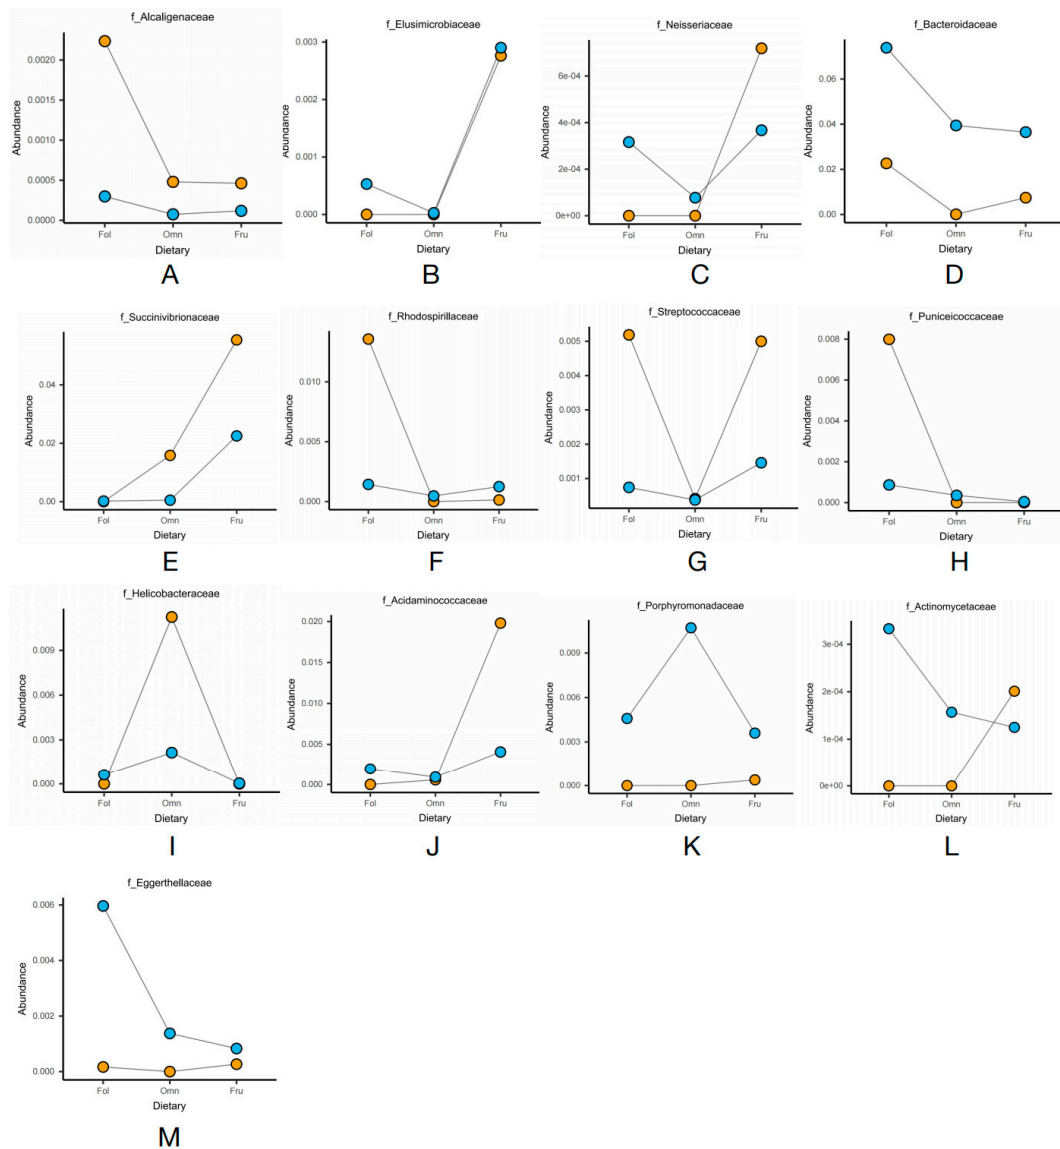 f_Alcaligenaceae
0.0020
0.0015
0.0010
0.0005
0.0000
Abundance
Fol Omn Fru
Dietary
A
f_Elusimicrobiaceae
0.003
0.002
0.001
0.000
Abundance
Fol Omn Fru
Dietary
B
f_Neisseriaceae
6e-04
4e-04
2e-04
0e+00
Abundance
Fol Omn Fru
Dietary
C
f_Bacteroidaceae
0.06
0.04
0.02
0.00
Abundance
Fol Omn Fru
Dietary
D
f_Succinivibrionaceae
0.04
0.02
0.00
Abundance
Fol Omn Fru
Dietary
E
f_Rhodospirillaceae
0.010
0.005
0.000
Abundance
Fol Omn Fru
Dietary
F
f_Streptococcaceae
0.005
0.004
0.003
0.002
0.001
Abundance
Fol Omn Fru
Dietary
G
f_Puniceicoccaceae
0.008
0.006
0.004
0.002
0.000
Abundance
Fol Omn Fru
Dietary
H
f_Helicobacteraceae
0.009
0.006
0.003
0.000
Abundance
Fol Omn Fru
Dietary
I
f_Acidaminococcaceae
0.020
0.015
0.010
0.005
0.000
Abundance
Fol Omn Fru
Dietary
J
f_Porphyromonadaceae
0.009
0.006
0.003
0.000
Abundance
Fol Omn Fru
Dietary
K
f_Actinomycetaceae
3e-04
2e-04
1e-04
0e+00
Abundance
Fol Omn Fru
Dietary
L
f_Eggerthellaceae
0.006
0.004
0.002
0.000
Abundance
Fol Omn Fru
Dietary
M